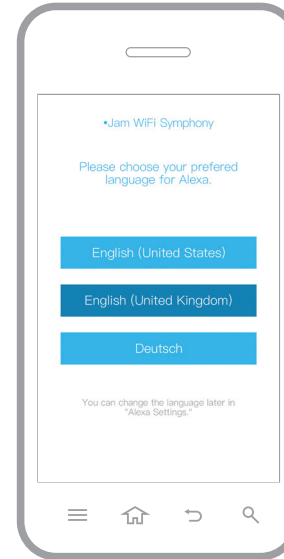 •Jam WiFi Symphony
Please choose your prefered
language for Alexa.
English (United States)
English (United Kingdom)
Deutsch
You can change the language later in
"Alexa Settings."